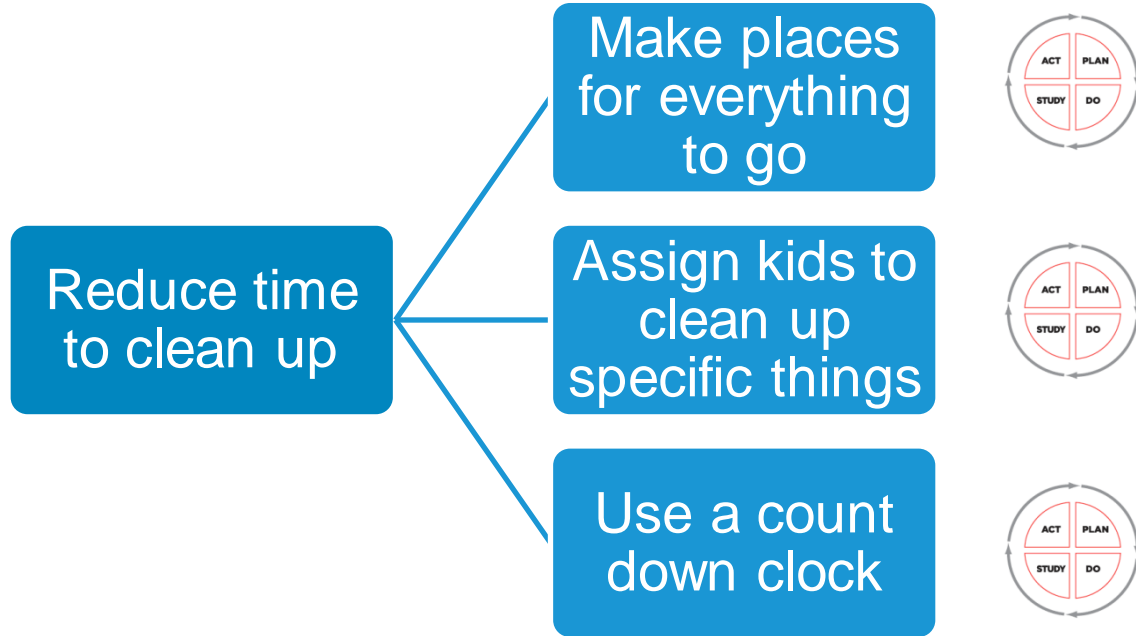 Make places
for everything
to go
ACT PLAN
STUDY DO
Reduce time
to clean up
Assign kids to
clean up
specific things
ACT PLAN
STUDY DO
Use a count
down clock
ACT PLAN
STUDY DO